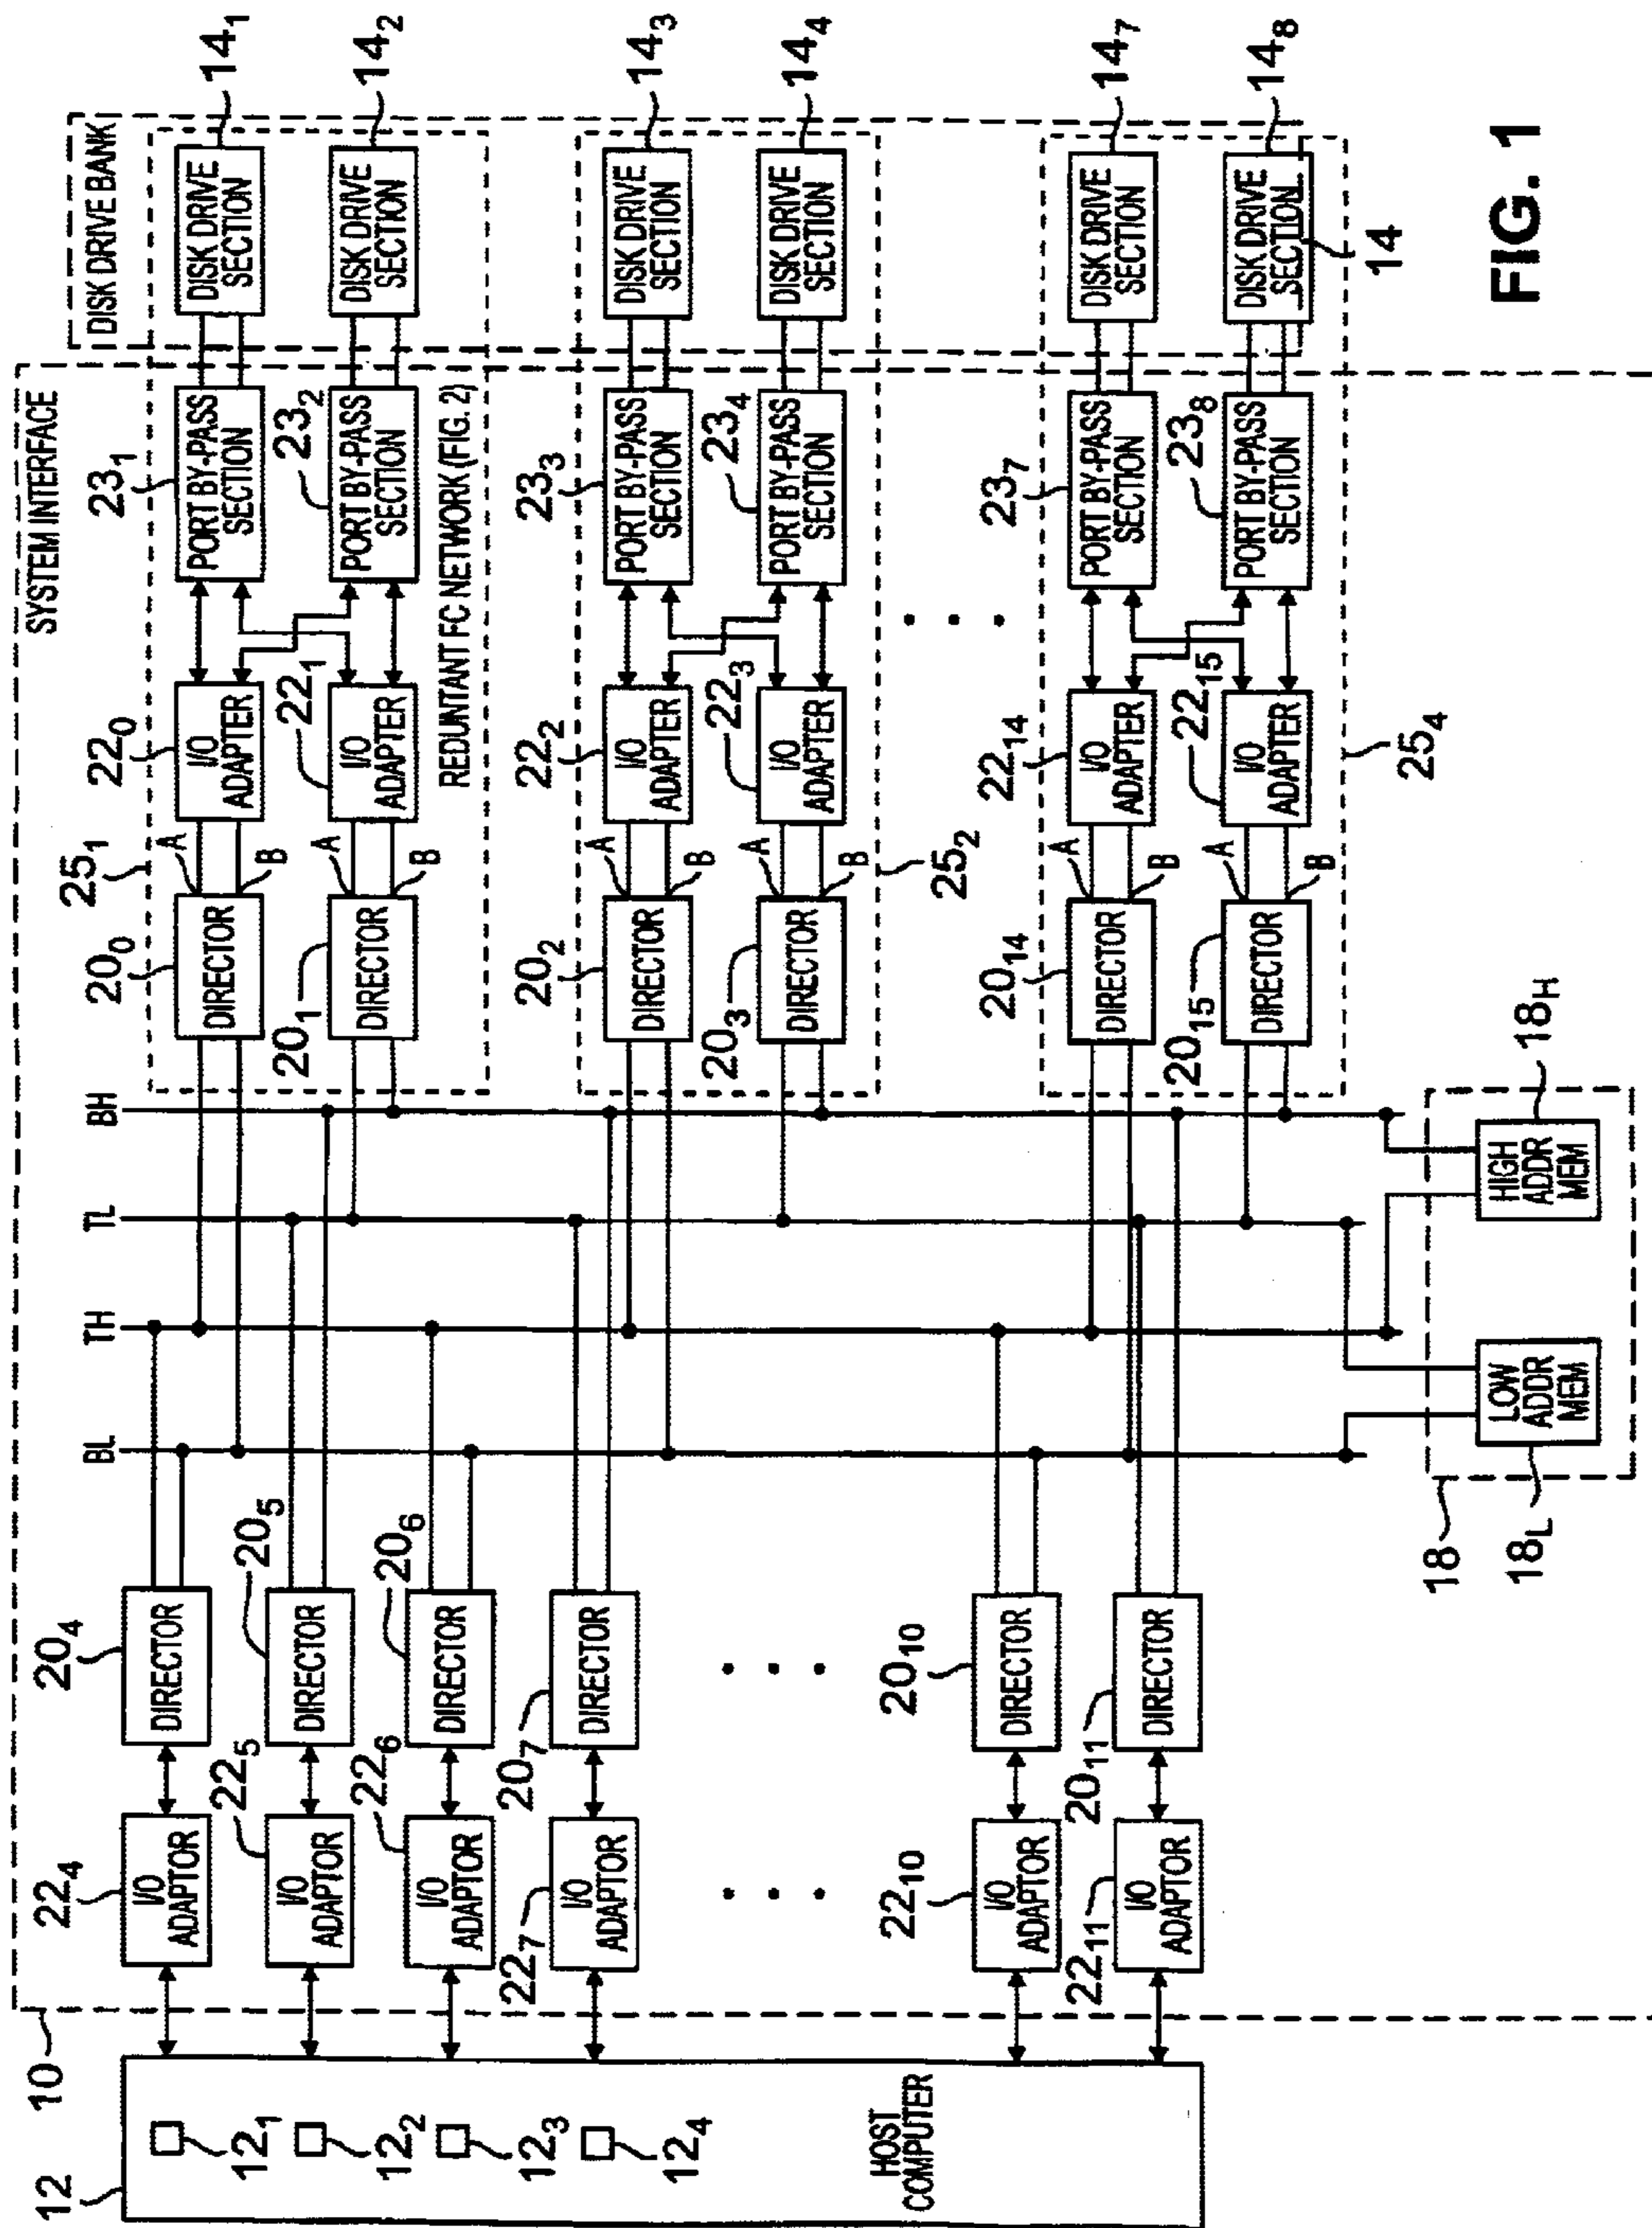 SYSTEM INTERFACE
DISK DRIVE BANK
10
12
12₁
12₂
12₃
12₄
HOST
COMPUTER
22₄
I/O
ADAPTOR
20₄
DIRECTOR
22₅
I/O
ADAPTOR
20₅
DIRECTOR
22₆
I/O
ADAPTOR
20₆
DIRECTOR
22₇
I/O
ADAPTOR
20₇
DIRECTOR
. . .
. . .
22₁₀
I/O
ADAPTOR
20₁₀
DIRECTOR
22₁₁
I/O
ADAPTOR
20₁₁
DIRECTOR
BL
TH
TL
BH
25₁
20₀
DIRECTOR
A
B
22₀
I/O
ADAPTER
23₁
PORT BY-PASS
SECTION
DISK DRIVE
SECTION
14₁
20₁
DIRECTOR
A
B
22₁
I/O
ADAPTER
23₂
PORT BY-PASS
SECTION
DISK DRIVE
SECTION
14₂
REDUNTANT FC NETWORK (FIG. 2)
20₂
DIRECTOR
A
B
22₂
I/O
ADAPTER
23₃
PORT BY-PASS
SECTION
DISK DRIVE
SECTION
14₃
20₃
DIRECTOR
A
B
22₃
I/O
ADAPTER
23₄
PORT BY-PASS
SECTION
DISK DRIVE
SECTION
14₄
25₂
. . .
20₁₄
DIRECTOR
A
B
22₁₄
I/O
ADAPTER
23₇
PORT BY-PASS
SECTION
DISK DRIVE
SECTION
14₇
20₁₅
DIRECTOR
A
B
22₁₅
I/O
ADAPTER
23₈
PORT BY-PASS
SECTION
DISK DRIVE
SECTION
14₈
25₄
14
18
LOW
ADDR
MEM
18L
HIGH
ADDR
MEM
18H
FIG. 1